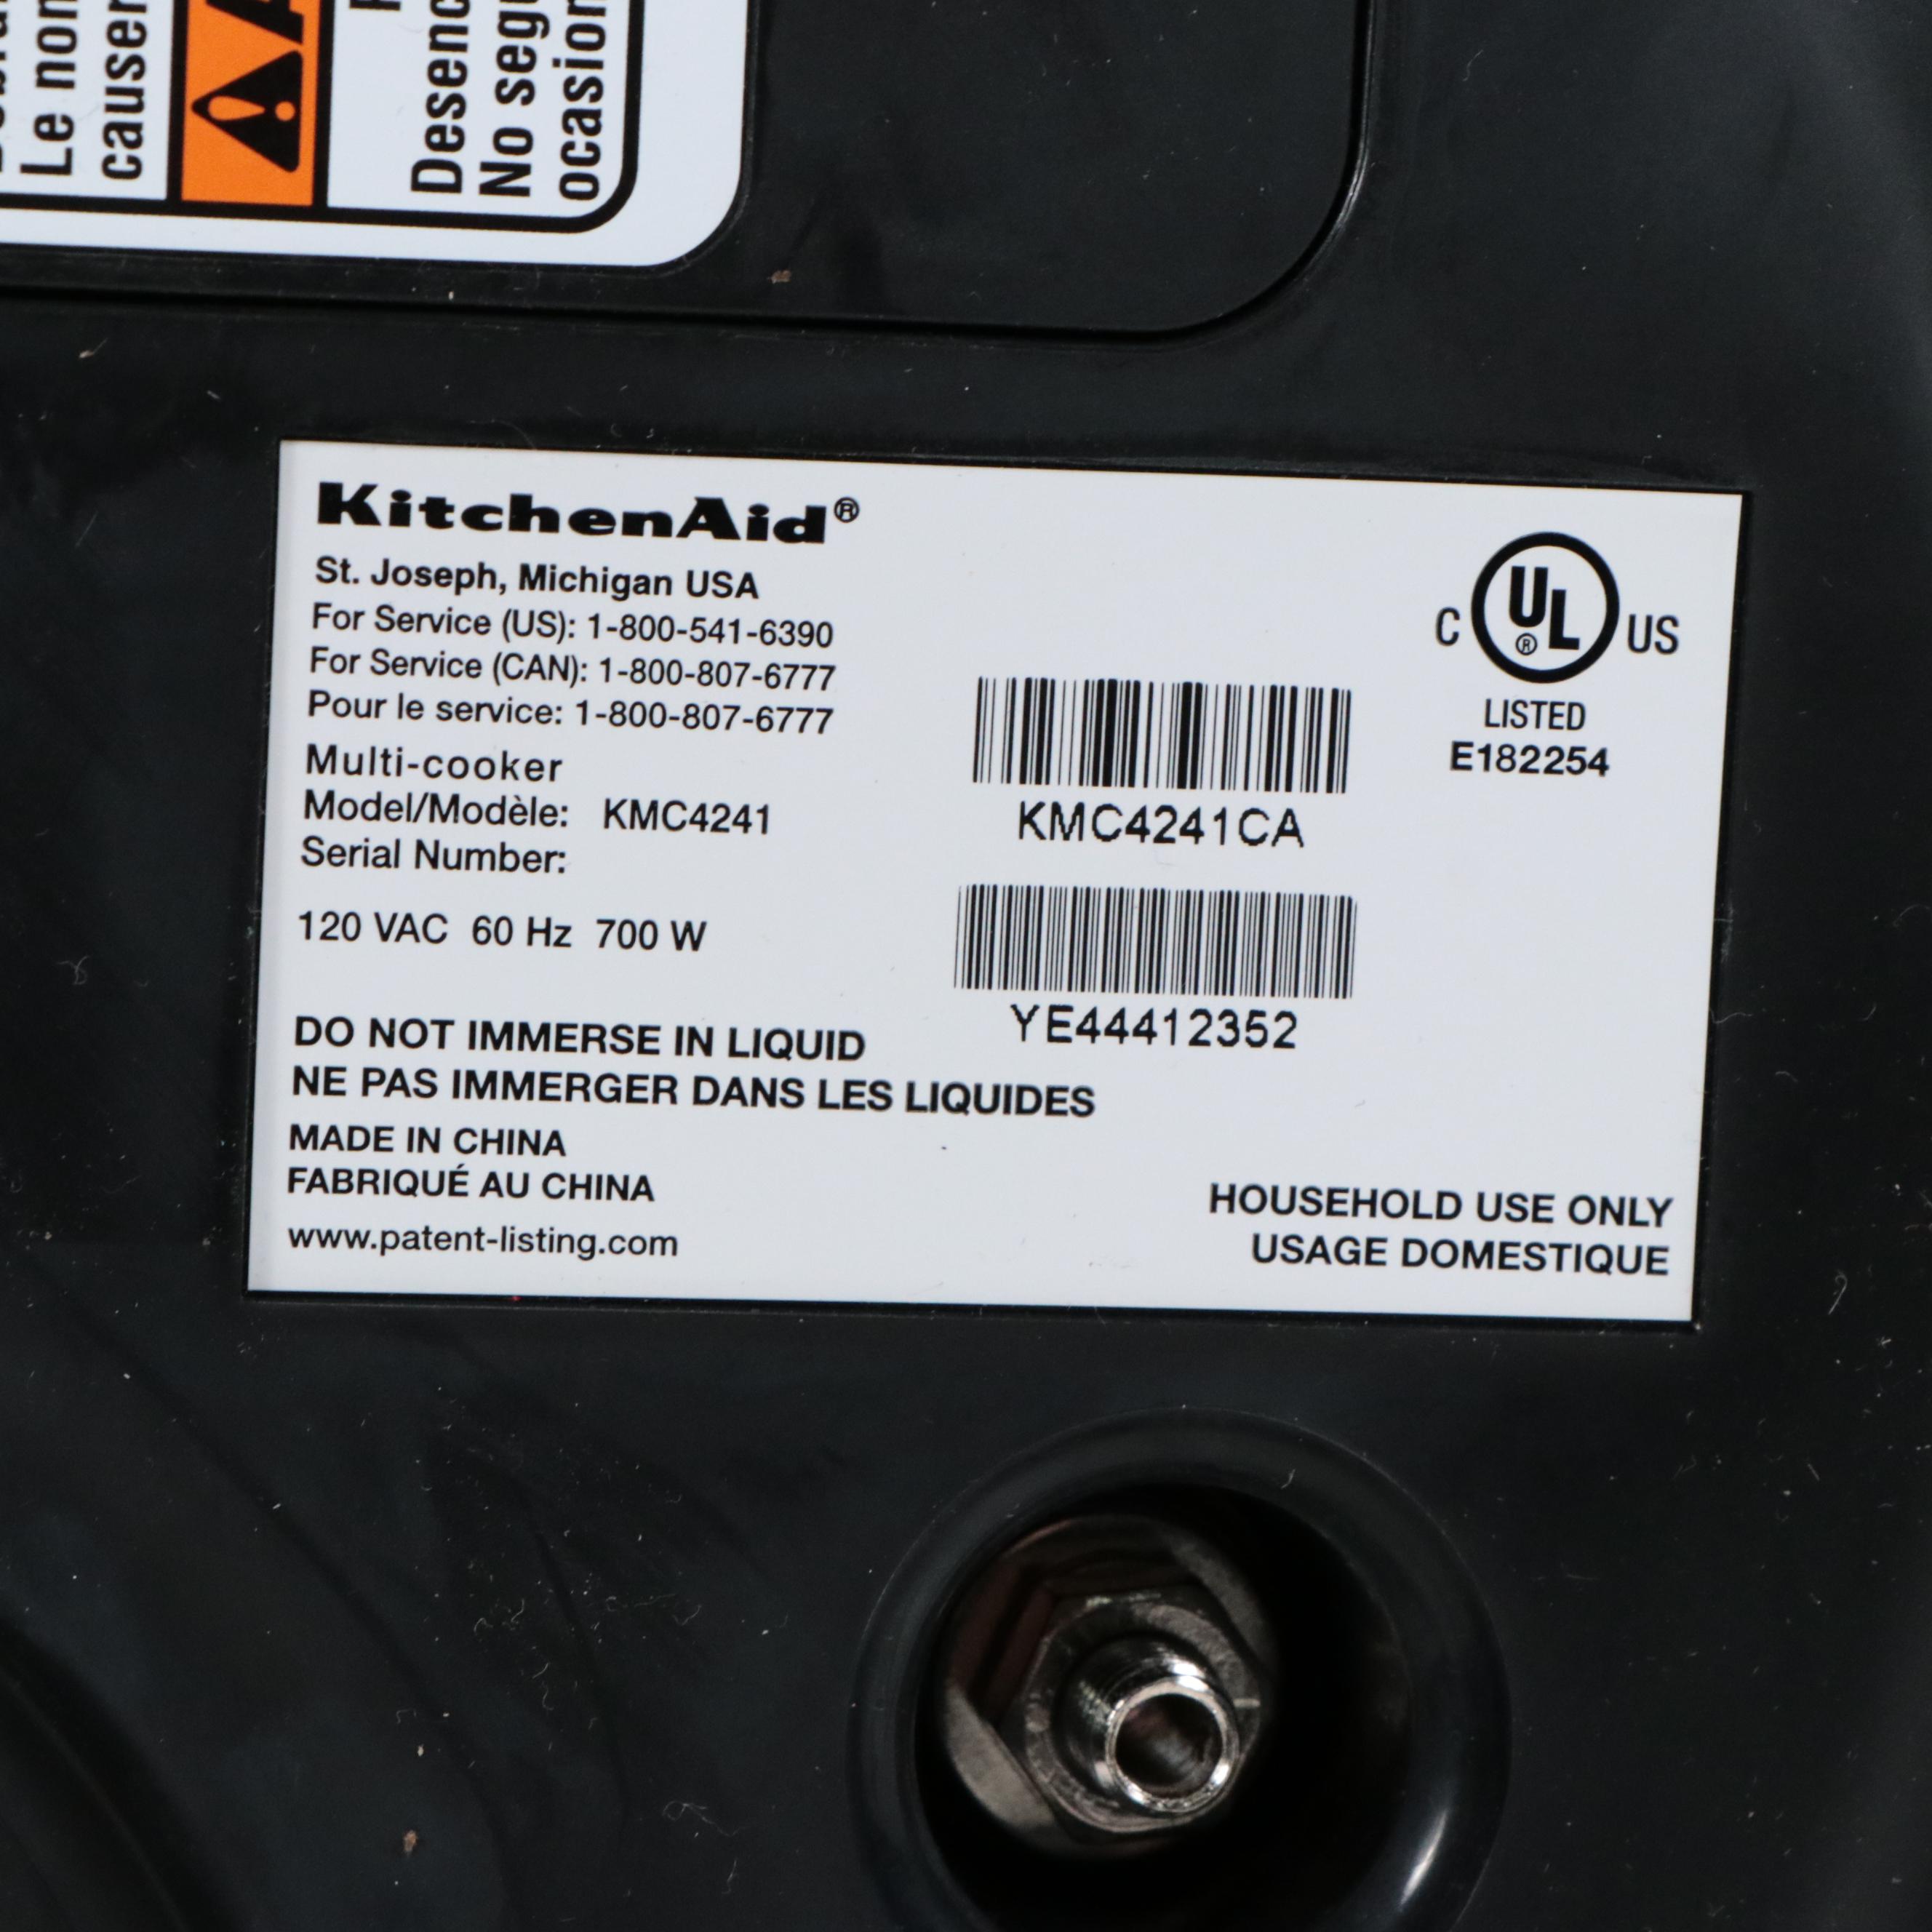 Le non
causer
Desenc
No segu
ocasion
KitchenAid®
St. Joseph, Michigan USA
For Service (US): 1-800-541-6390
For Service (CAN): 1-800-807-6777
Pour le service: 1-800-807-6777
Multi-cooker
Model/Modèle: KMC4241
Serial Number:
120 VAC 60 Hz 700 W
DO NOT IMMERSE IN LIQUID
NE PAS IMMERGER DANS LES LIQUIDES
MADE IN CHINA
FABRIQUÉ AU CHINA
www.patent-listing.com
KMC4241CA
YE44412352
C UL® US
LISTED
E182254
HOUSEHOLD USE ONLY
USAGE DOMESTIQUE